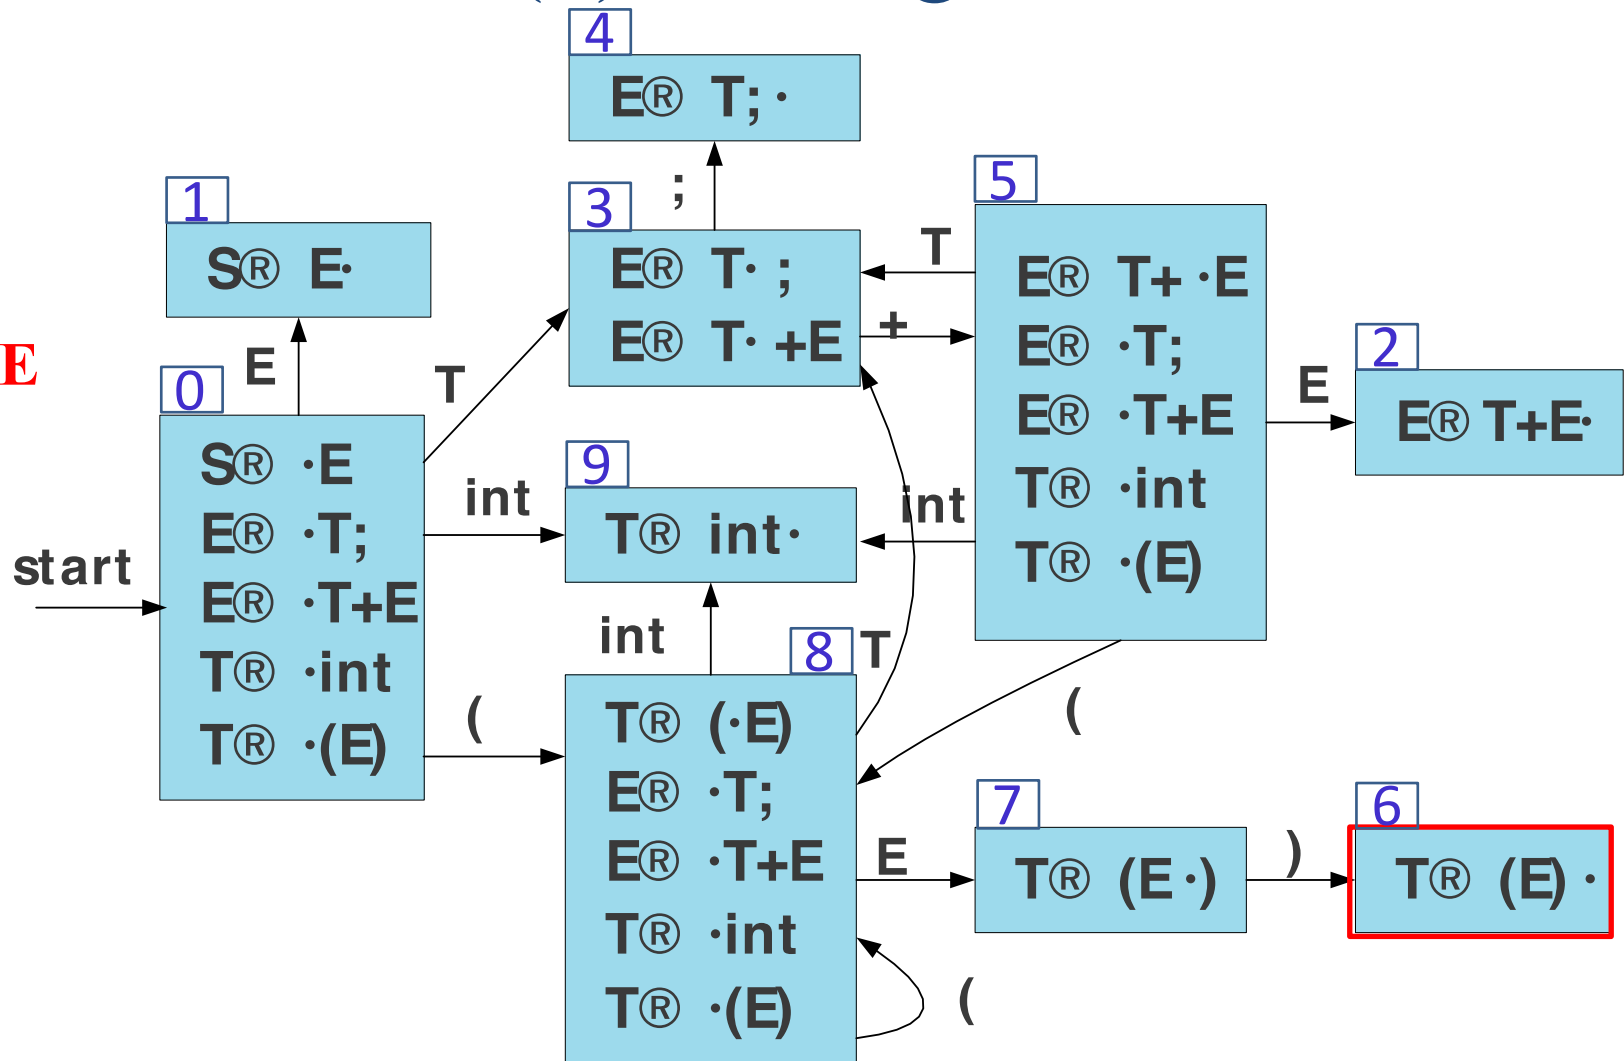 4
E® T; ·
;
1
S® E·
3
E® T· ;
E® T· +E
T
+
5
E® T+ ·E
E® ·T;
E® ·T+E
T® ·int
T® ·(E)
E
2
E® T+E·
E
E
T
0
S® ·E
E® ·T;
E® ·T+E
T® ·int
T® ·(E)
start
int
9
T® int·
int
int
(
8
T
T® (·E)
E® ·T;
E® ·T+E
T® ·int
T® ·(E)
(
(
E
7
T® (E ·)
)
6
T® (E) ·